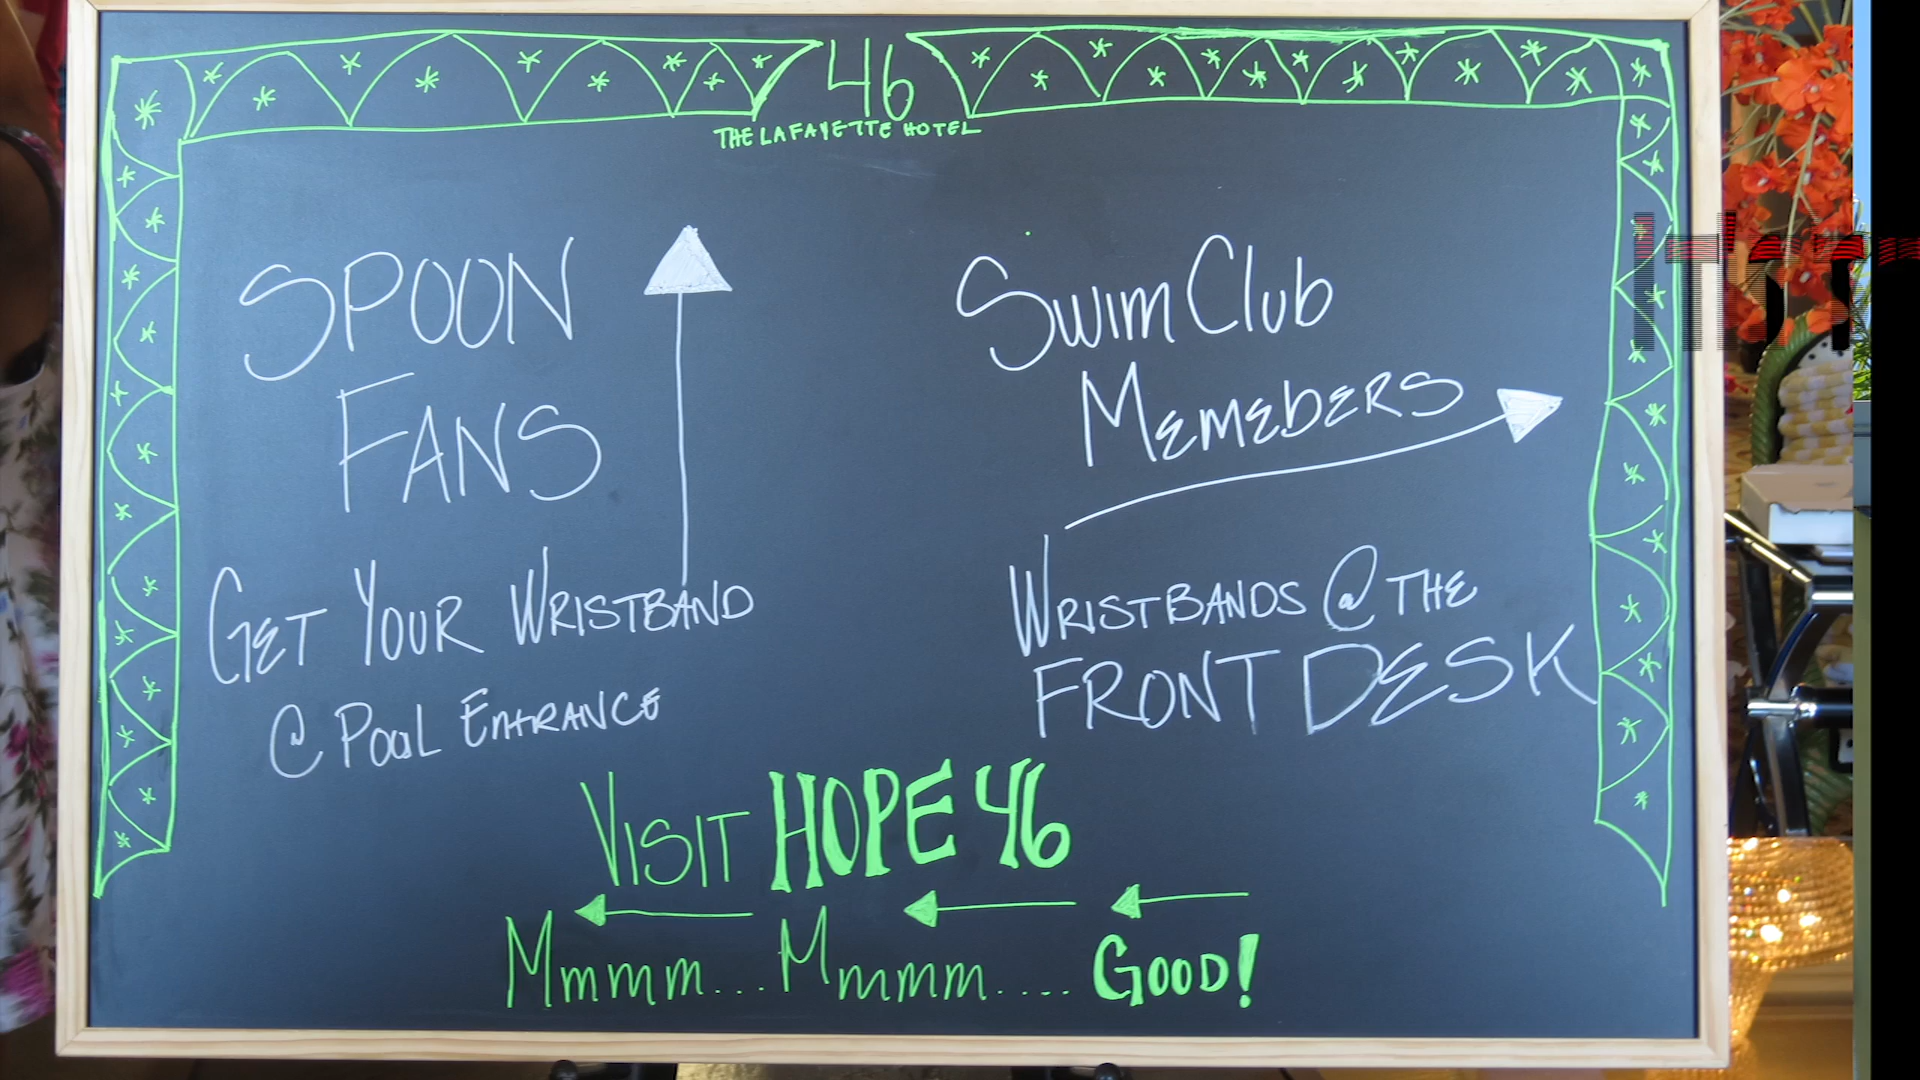 46
THE LAFAYETTE HOTEL
SPOON
FANS
GET YOUR WRISTBAND
@ POOL ENTRANCE
Swim Club
MEMEBERS
WRISTBANDS @ THE
FRONT DESK
VISIT HOPE 46
Mmmm...Mmmmm....GOOD!